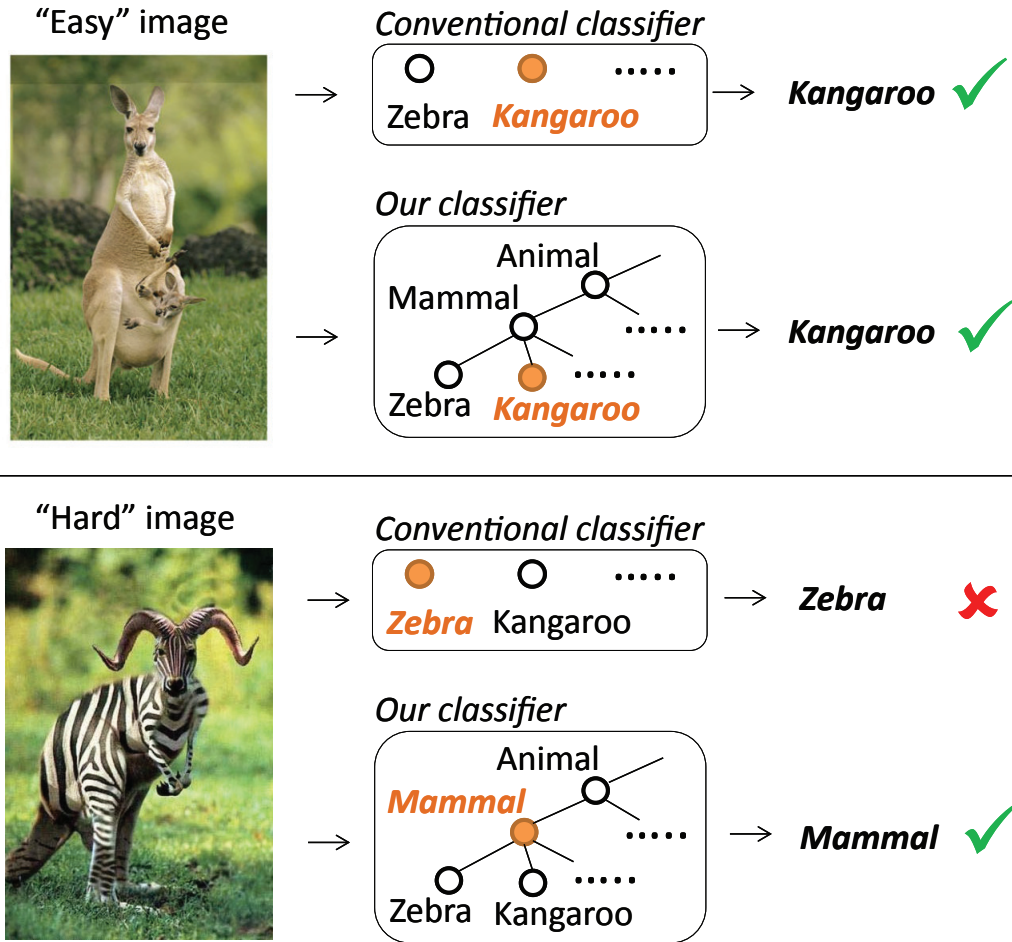 “Easy” image
Conventional classifier
Zebra Kangaroo
Kangaroo
Our classifier
Animal
Mammal
Zebra Kangaroo
Kangaroo
“Hard” image
Conventional classifier
Zebra Kangaroo
Zebra
Our classifier
Animal
Mammal
Zebra Kangaroo
Mammal